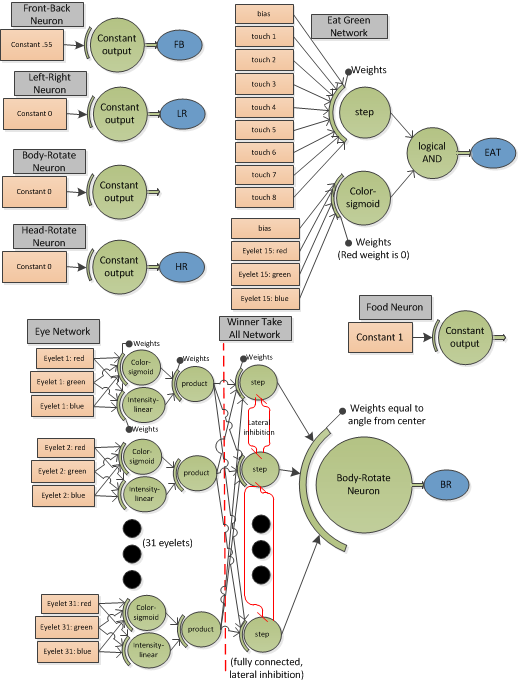 Front-Back
Neuron
Constant .55
Constant
output
FB
Left-Right
Neuron
Constant 0
Constant
output
LR
Body-Rotate
Neuron
Constant 0
Constant
output
Head-Rotate
Neuron
Constant 0
Constant
output
HR
Eat Green
Network
bias
touch 1
touch 2
touch 3
touch 4
touch 5
touch 6
touch 7
touch 8
Weights
step
logical
AND
EAT
Color-
sigmoid
bias
Eyelet 15: red
Eyelet 15: green
Eyelet 15: blue
Weights
(Red weight is 0)
Food Neuron
Constant 1
Constant
output
Eye Network
Winner Take
All Network
Weights
Eyelet 1: red
Eyelet 1: green
Eyelet 1: blue
Color-
sigmoid
Intensity-
linear
Weights
Weights
product
Weights
step
Lateral
inhibition
Eyelet 2: red
Eyelet 2: green
Eyelet 2: blue
Color-
sigmoid
Intensity-
linear
product
step
(31 eyelets)
Eyelet 31: red
Eyelet 31: green
Eyelet 31: blue
Color-
sigmoid
Intensity-
linear
product
step
(fully connected,
lateral inhibition)
Weights equal to
angle from center
Body-Rotate
Neuron
BR